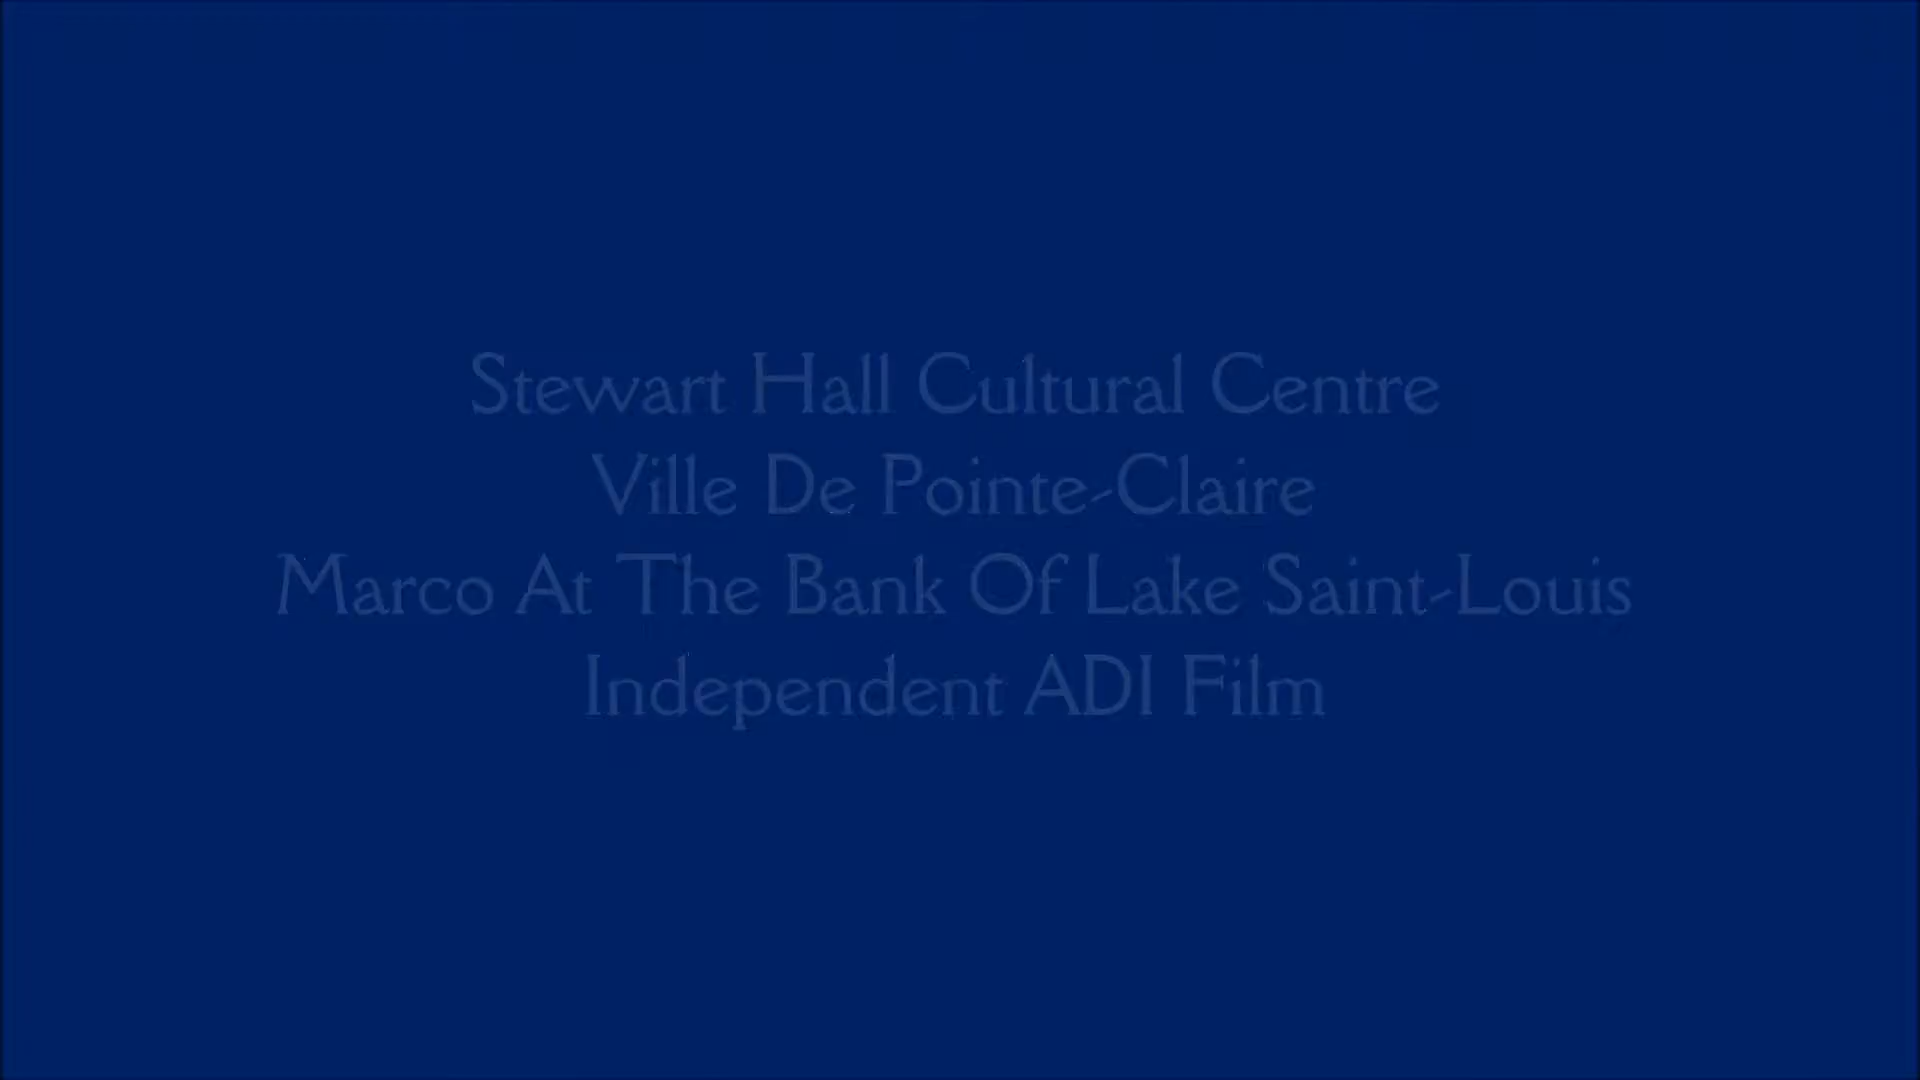 Stewart Hall Cultural Centre
Ville De Pointe-Claire
Marco At The Bank Of Lake Saint-Louis
Independent ADI Film